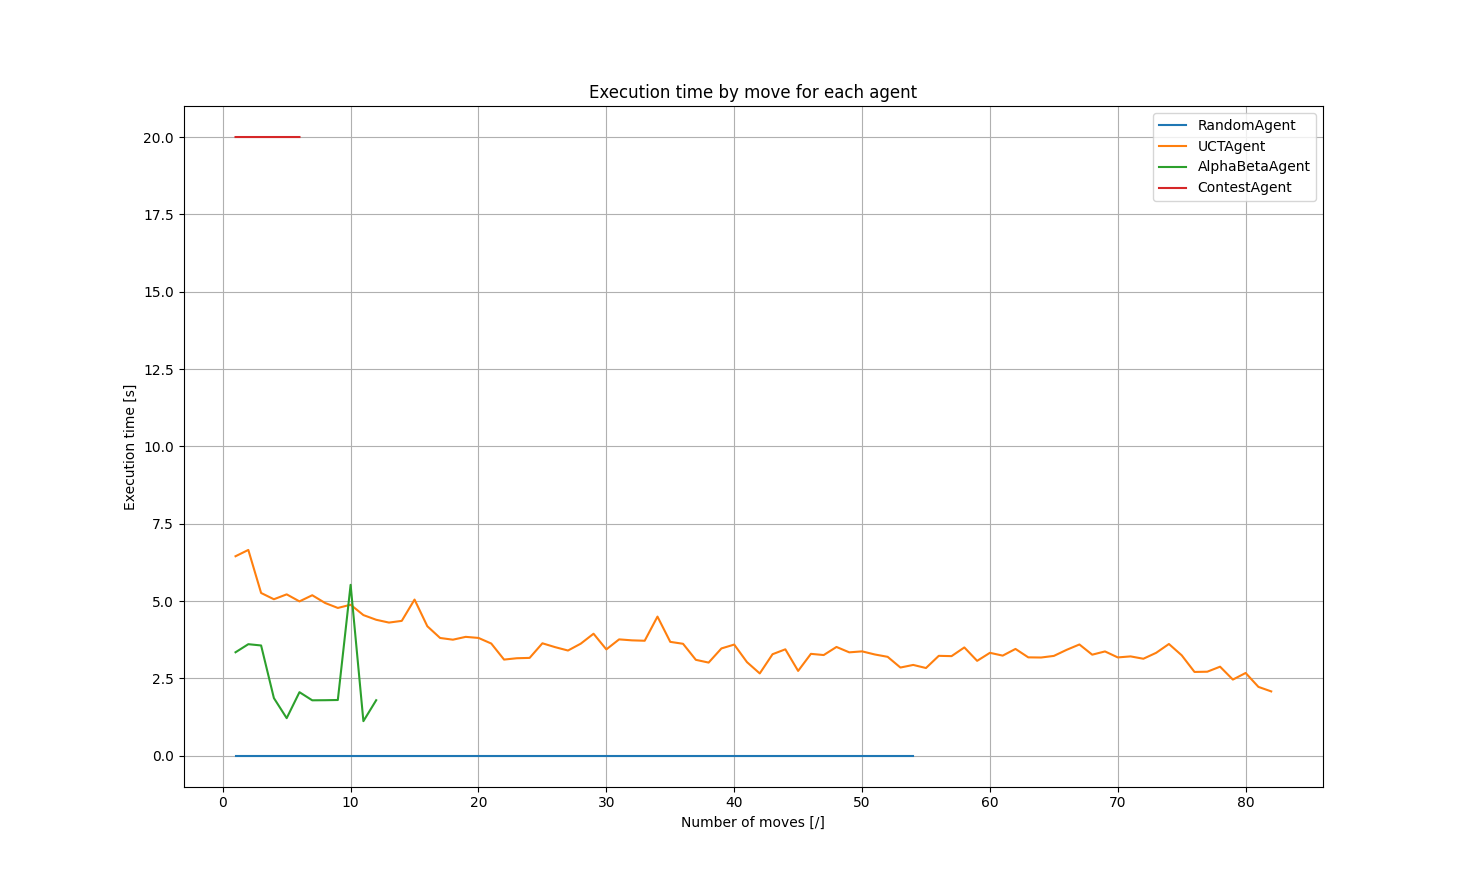 Execution time by move for each agent
RandomAgent
UCTAgent
AlphaBetaAgent
ContestAgent
Execution time [s]
20.0
17.5
15.0
12.5
10.0
7.5
5.0
2.5
0.0
0 10 20 30 40 50 60 70 80
Number of moves [/]